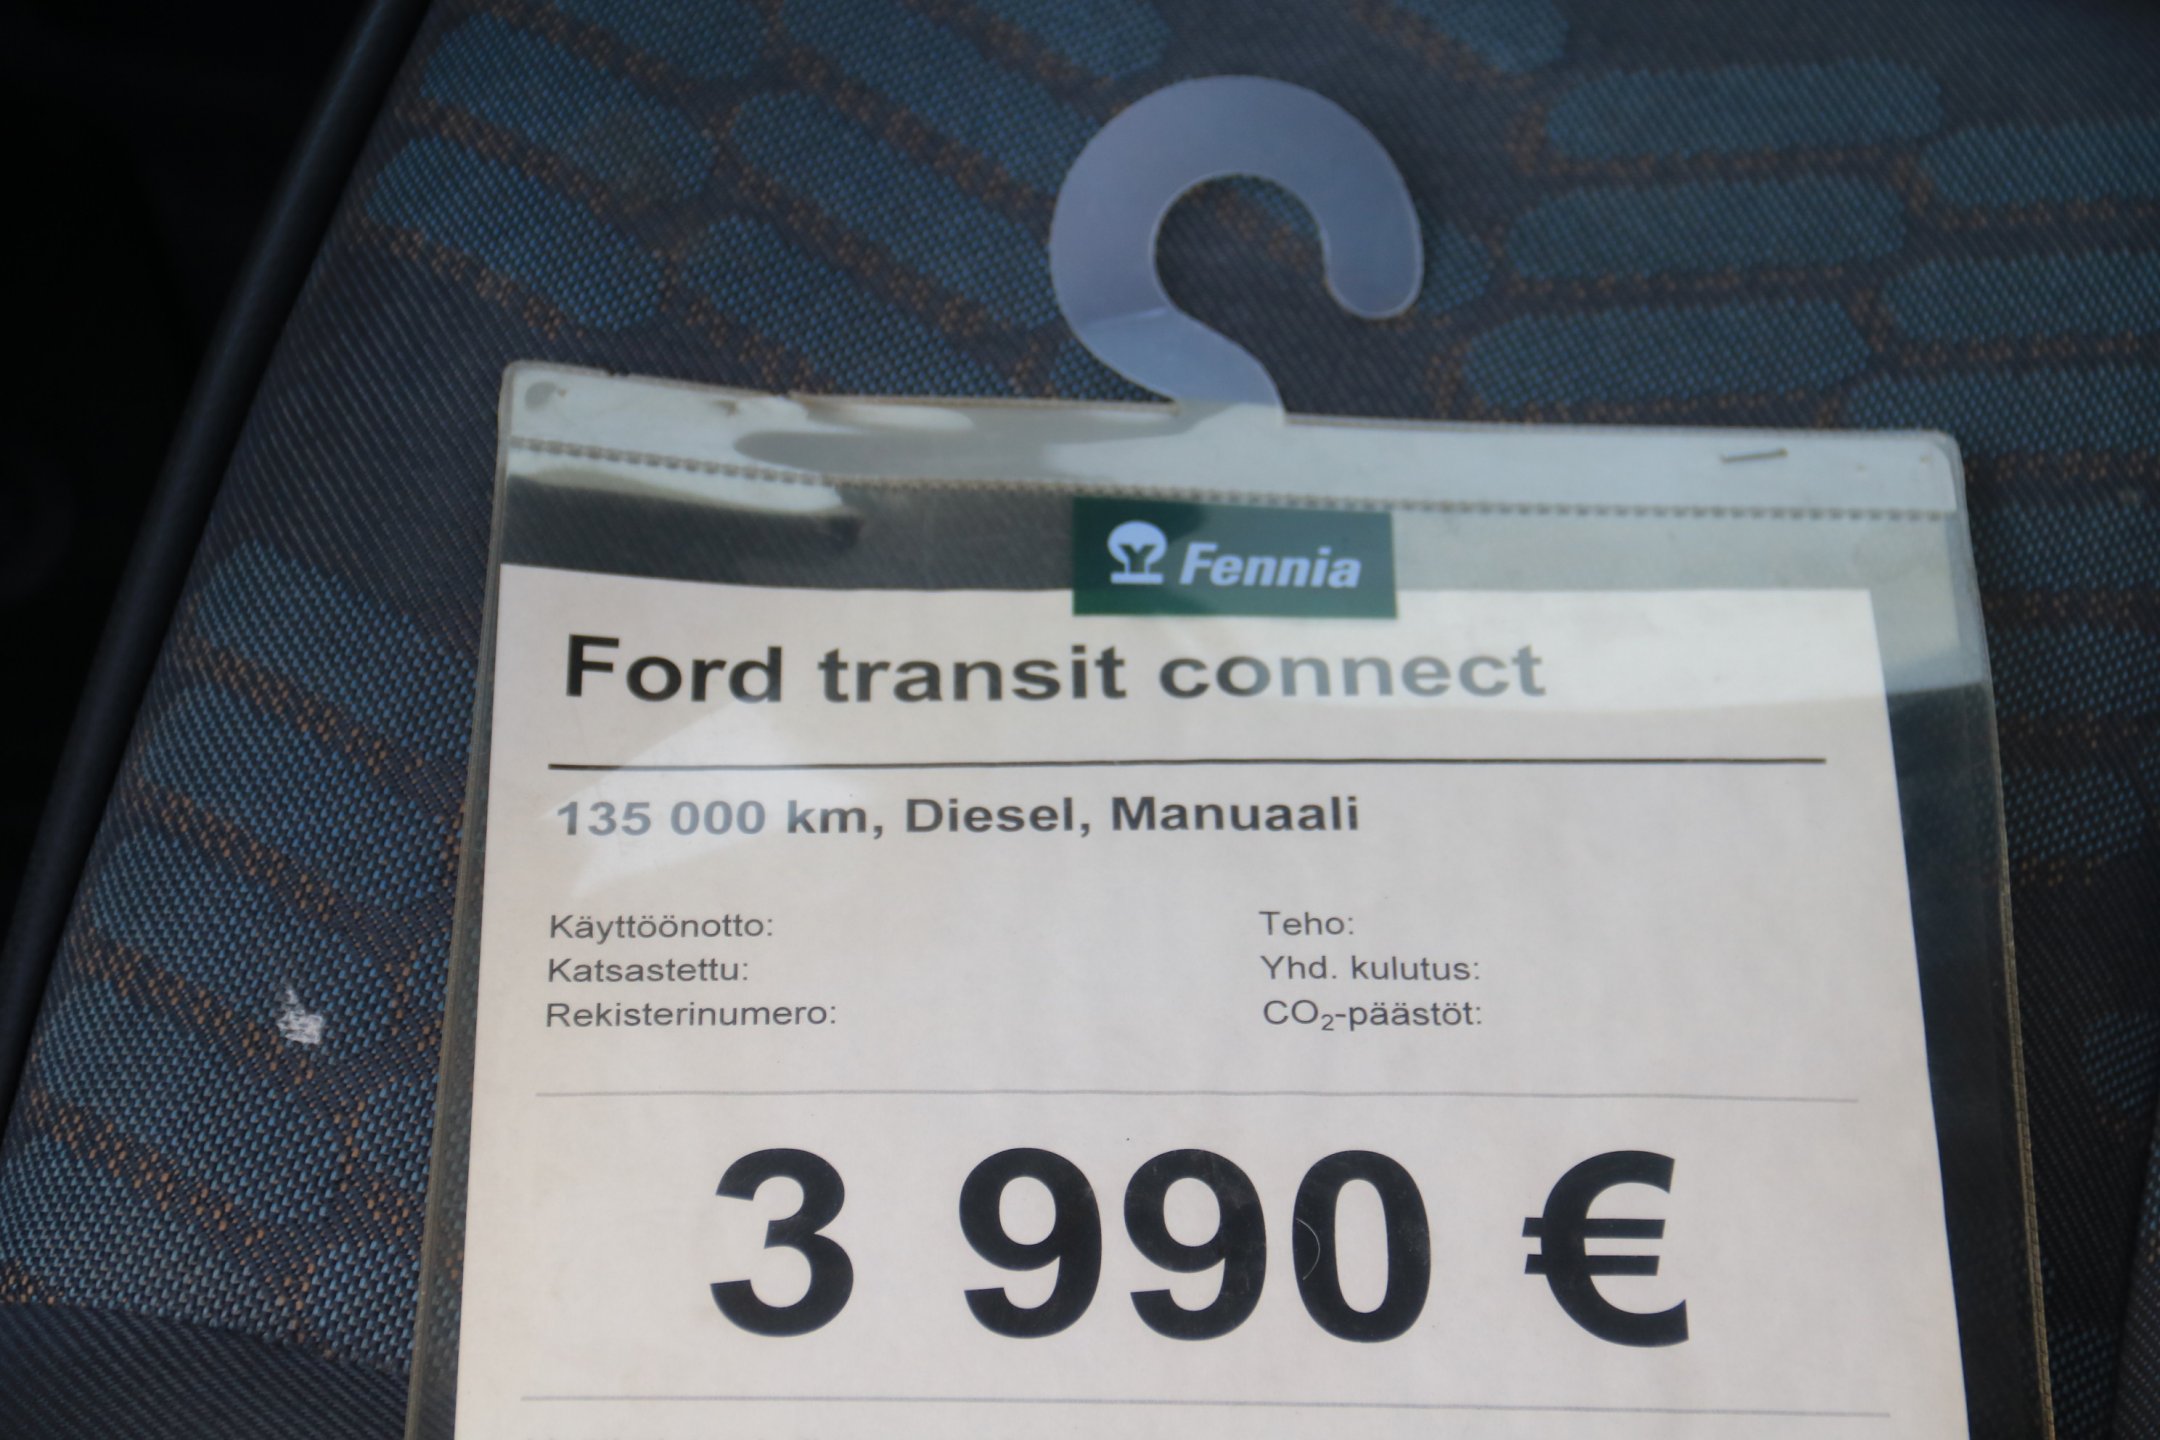 Fennia
Ford transit connect
135 000 km, Diesel, Manuaali
Käyttöönotto: Teho:
Katsastettu: Yhd. kulutus:
Rekisterinumero: CO₂-päästöt:
3 990 €